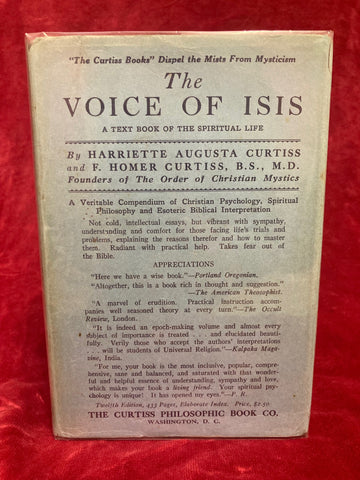 "The Curtiss Books" Dispel the Mists From Mysticism
The
VOICE OF ISIS
A TEXT BOOK OF THE SPIRITUAL LIFE
By HARRIETTE AUGUSTA CURTISS
and F. HOMER CURTISS, B.S., M.D.
Founders of The Order of Christian Mystics
A Veritable Compendium of Christian Psychology, Spiritual
Philosophy and Esoteric Biblical Interpretation
Not cold, intellectual essays, but vibrant with sympathy,
understanding and comfort for those facing life's trials and
problems, explaining the reasons therefor and how to master
them. Radiant with practical help. Takes fear out of
the Bible.
APPRECIATIONS
"Here we have a wise book."—Portland Oregonian.
"Altogether, this is a book rich in thought and suggestion."
—The American Theosophist.
"A marvel of erudition. Practical instruction accom-
panies well seasoned theory at every turn."—The Occult
Review, London.
"It is indeed an epoch-making volume and almost every
subject of importance is treated . . . and elucidated beauti-
fully. Verily those who accept the authors' interpretations
. . . will be students of Universal Religion."—Kalpaka Maga-
zine, India.
"For me, your book is the most inclusive, popular, compre-
hensive, sane and balanced, and saturated with that wonder-
ful and helpful essence of understanding, sympathy and love,
which makes your book a living friend. Your spiritual psy-
chology is unique! It has opened my eyes."—P. R.
Twelfth Edition, 433 Pages, Elaborate Index. Price, $2.50.
THE CURTISS PHILOSOPHIC BOOK CO.
WASHINGTON, D. C.